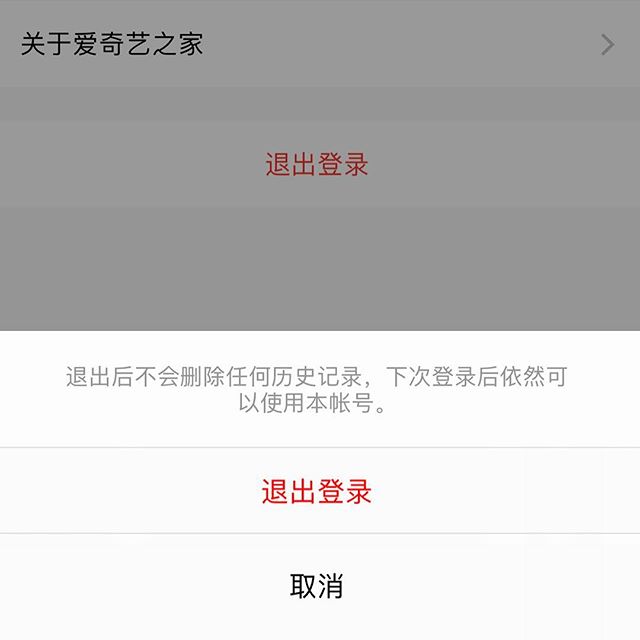 关于爱奇艺之家
退出登录
退出后不会删除任何历史记录，下次登录后依然可
以使用本帐号。
退出登录
取消